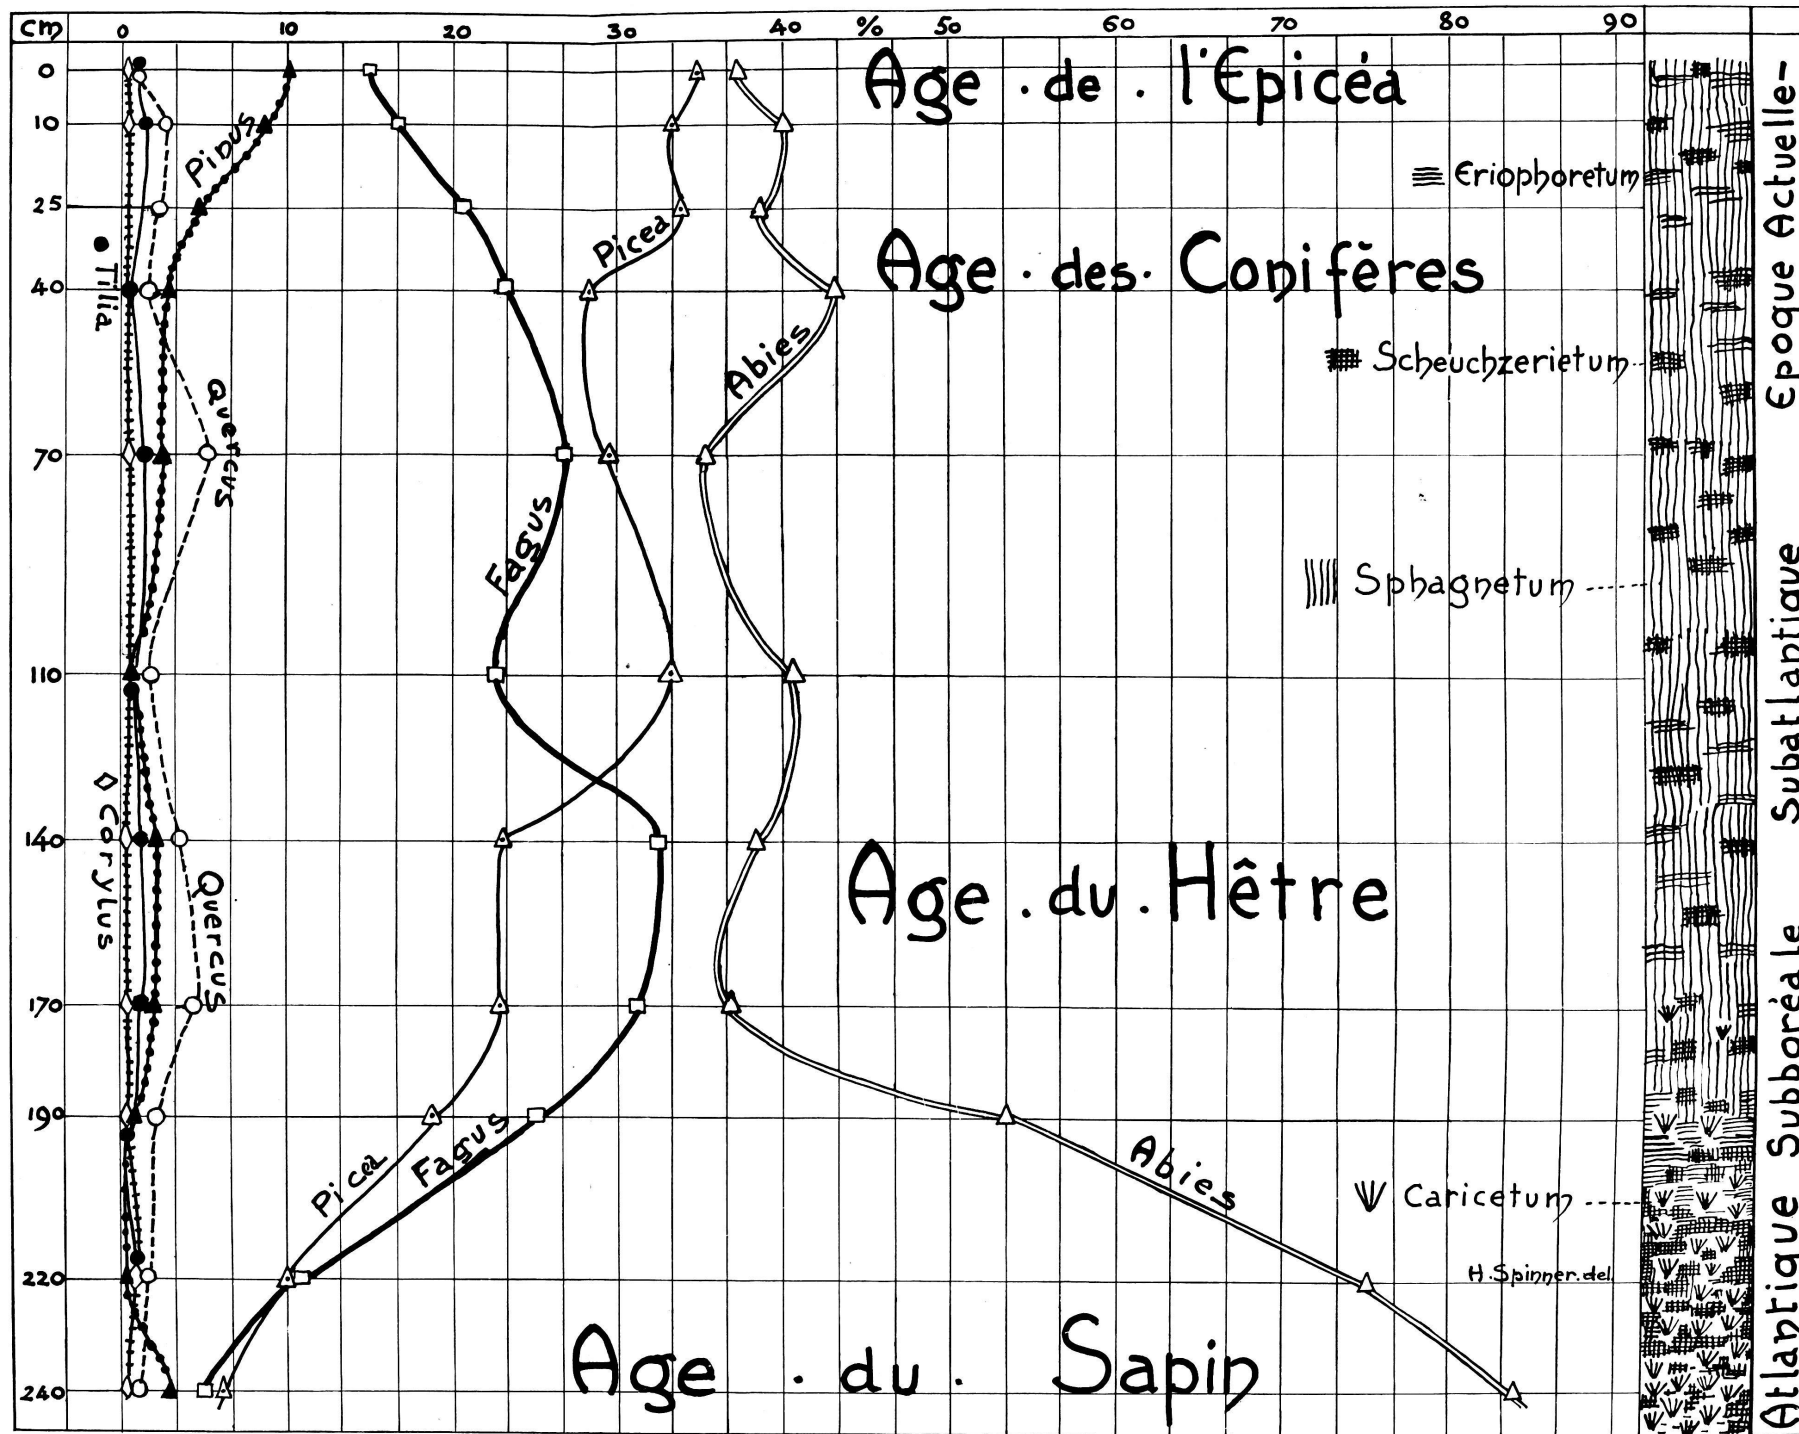 cm 0 10 20 30 40 % 50 60 70 80 90
0
Age . de . l'Epicéa
10
Pinus
Eriophoretum
25
Picea
Age . des . Conifères
40
Tillia
Abies
Scheuchzerietum
Quercus
70
Fagus
Sphagnetum
110
Corylus
140
Age . du . Hêtre
Quercus
170
190
Fagus
Picea
Abies
Caricetum
220
H. Spinner. del.
Age . du . Sapin
240
Epoque Actuelle-
Subatlantique
Subboréale
Atlantique